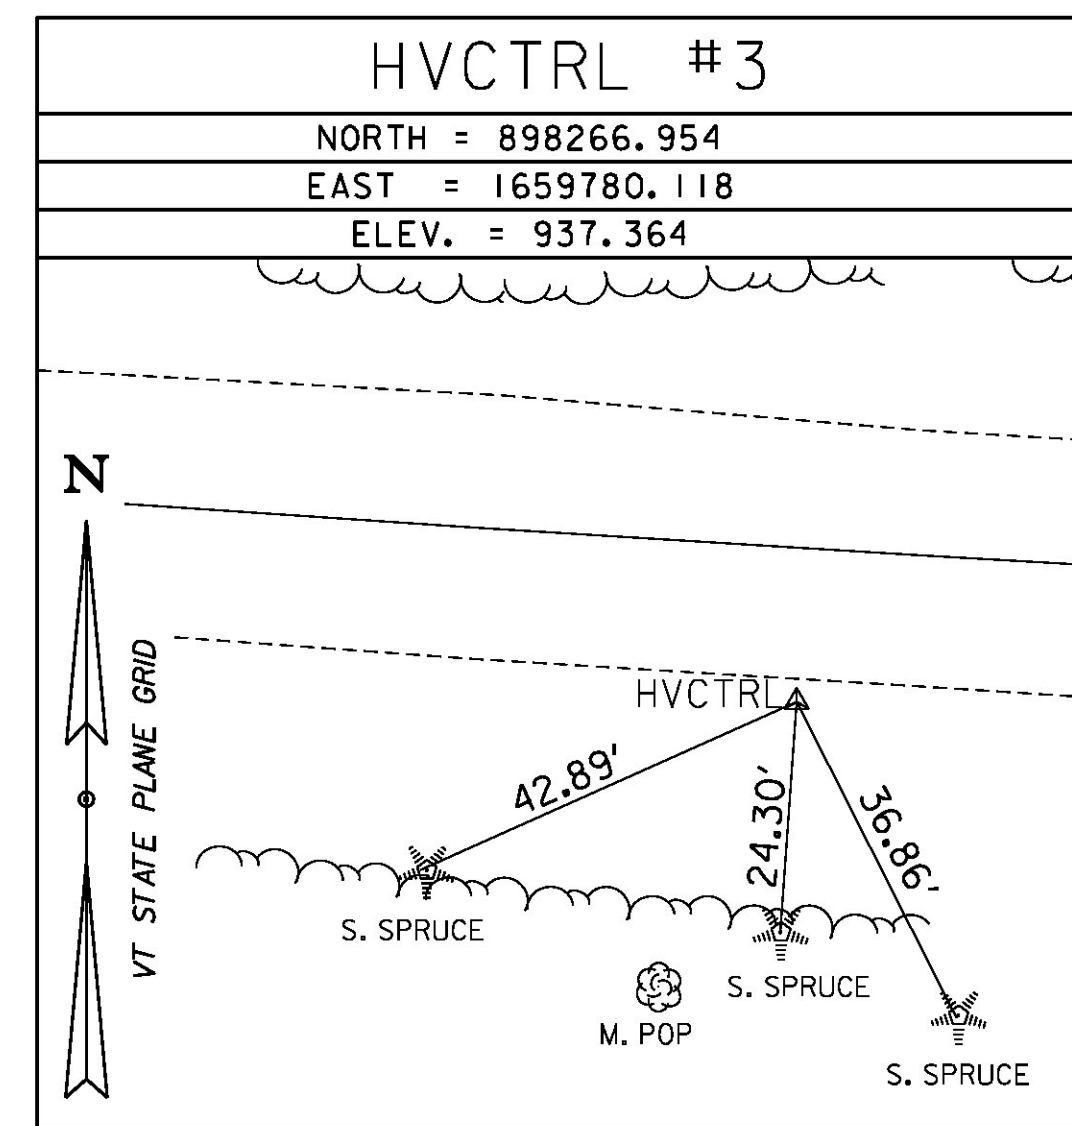 HVCTRL #3
NORTH = 898266.954
EAST = 1659780.118
ELEV. = 937.364
N
VT STATE PLANE GRID
HVCTRL
42.89'
24.30'
36.86'
S. SPRUCE
S. SPRUCE
M. POP
S. SPRUCE